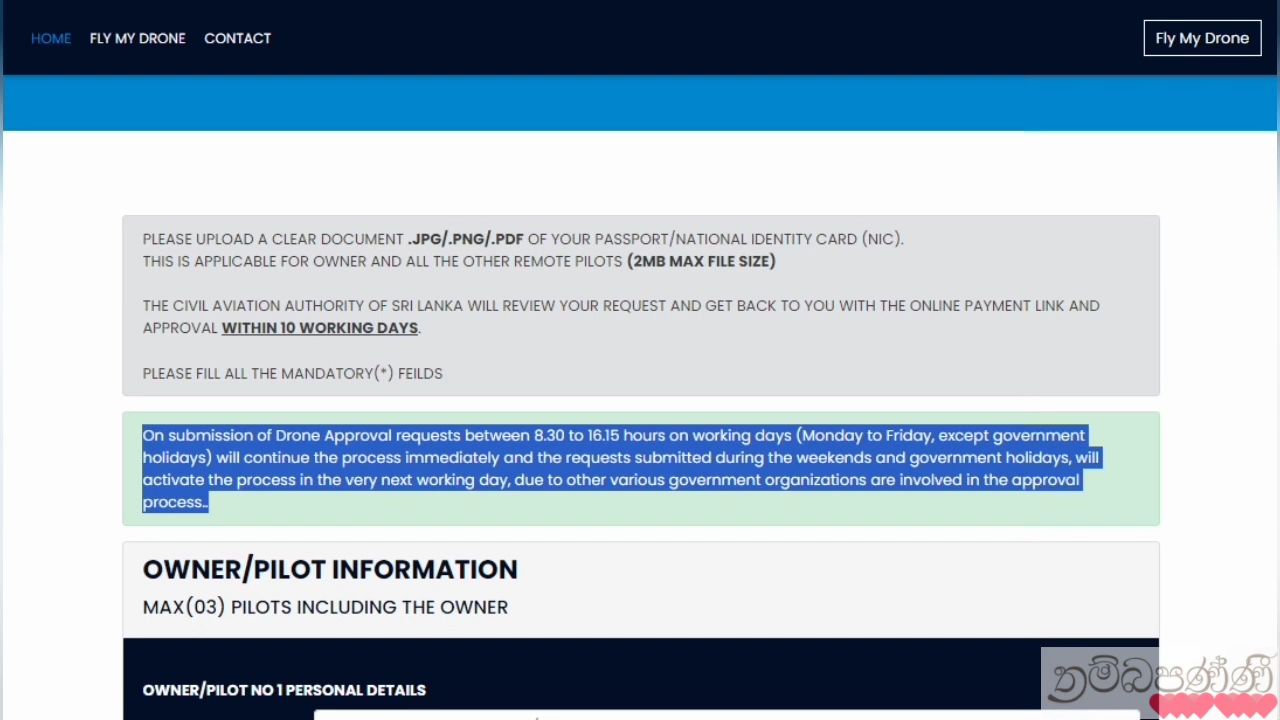 HOME FLY MY DRONE CONTACT Fly My Drone
PLEASE UPLOAD A CLEAR DOCUMENT .JPG/.PNG/.PDF OF YOUR PASSPORT/NATIONAL IDENTITY CARD (NIC).
THIS IS APPLICABLE FOR OWNER AND ALL THE OTHER REMOTE PILOTS (2MB MAX FILE SIZE)
THE CIVIL AVIATION AUTHORITY OF SRI LANKA WILL REVIEW YOUR REQUEST AND GET BACK TO YOU WITH THE ONLINE PAYMENT LINK AND
APPROVAL WITHIN 10 WORKING DAYS.
PLEASE FILL ALL THE MANDATORY(*) FEILDS
On submission of Drone Approval requests between 8.30 to 16.15 hours on working days (Monday to Friday, except government
holidays) will continue the process immediately and the requests submitted during the weekends and government holidays, will
activate the process in the very next working day, due to other various government organizations are involved in the approval
process..
OWNER/PILOT INFORMATION
MAX(03) PILOTS INCLUDING THE OWNER
OWNER/PILOT NO 1 PERSONAL DETAILS
තම්බපණ්ණී